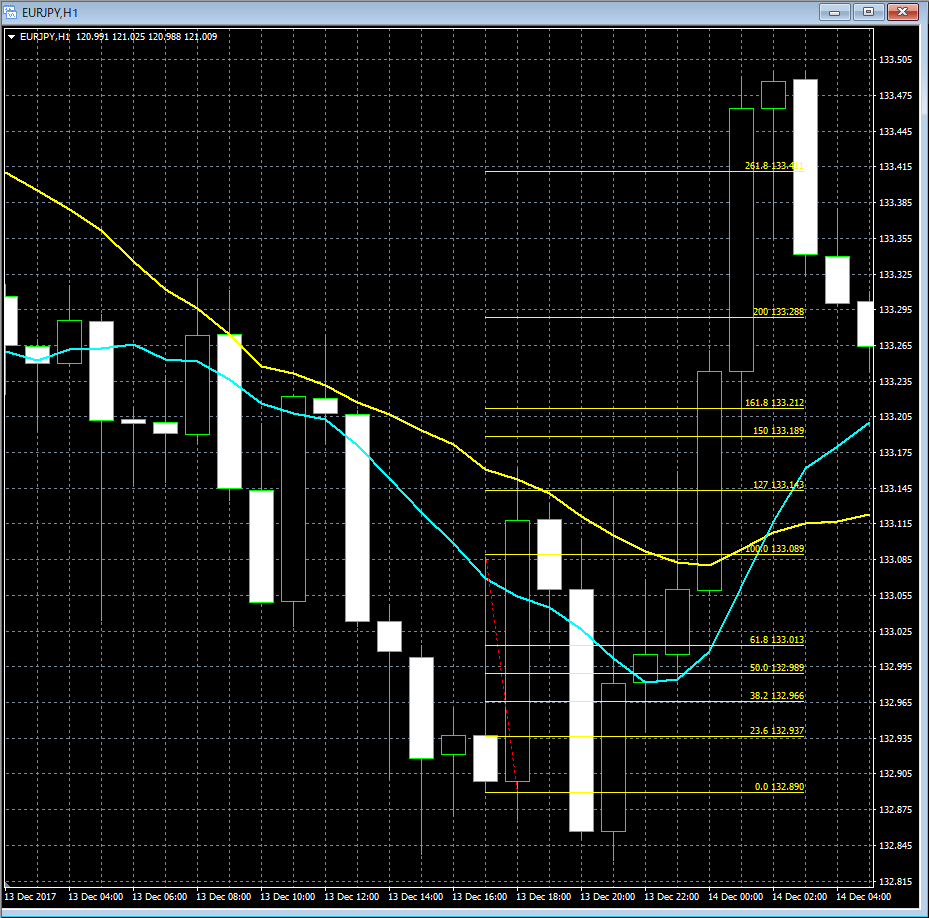 EURJPY,H1
EURJPY,H1 120.991 121.025 120.988 121.009
133.505
133.475
133.445
133.415
133.385
133.355
133.325
133.295
133.265
133.235
133.205
133.175
133.145
133.115
133.085
133.055
133.025
132.995
132.965
132.935
132.905
132.875
132.845
132.815
261.8 133.411
200 133.288
161.8 133.212
150 133.189
127 133.143
100.0 133.089
61.8 133.013
50.0 132.989
38.2 132.966
23.6 132.937
0.0 132.890
13 Dec 2017
13 Dec 04:00
13 Dec 06:00
13 Dec 08:00
13 Dec 10:00
13 Dec 12:00
13 Dec 14:00
13 Dec 16:00
13 Dec 18:00
13 Dec 20:00
13 Dec 22:00
14 Dec 00:00
14 Dec 02:00
14 Dec 04:00